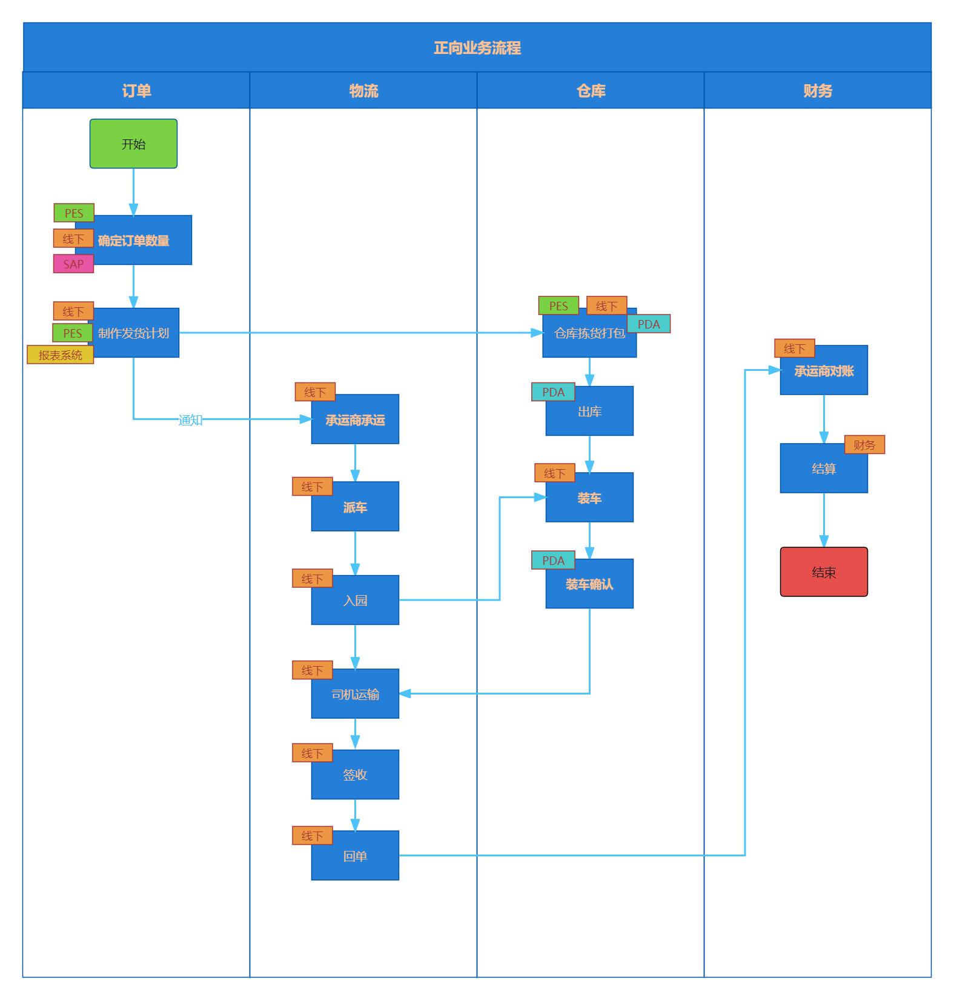 正向业务流程
订单
物流
仓库
财务
开始
PES
线下
SAP
确定订单数量
线下
PES
报表系统
制作发货计划
PES
线下
PDA
仓库拣货打包
线下
承运商对账
通知
线下
承运商承运
PDA
出库
财务
结算
线下
派车
线下
装车
线下
入园
PDA
装车确认
结束
线下
司机运输
线下
签收
线下
回单